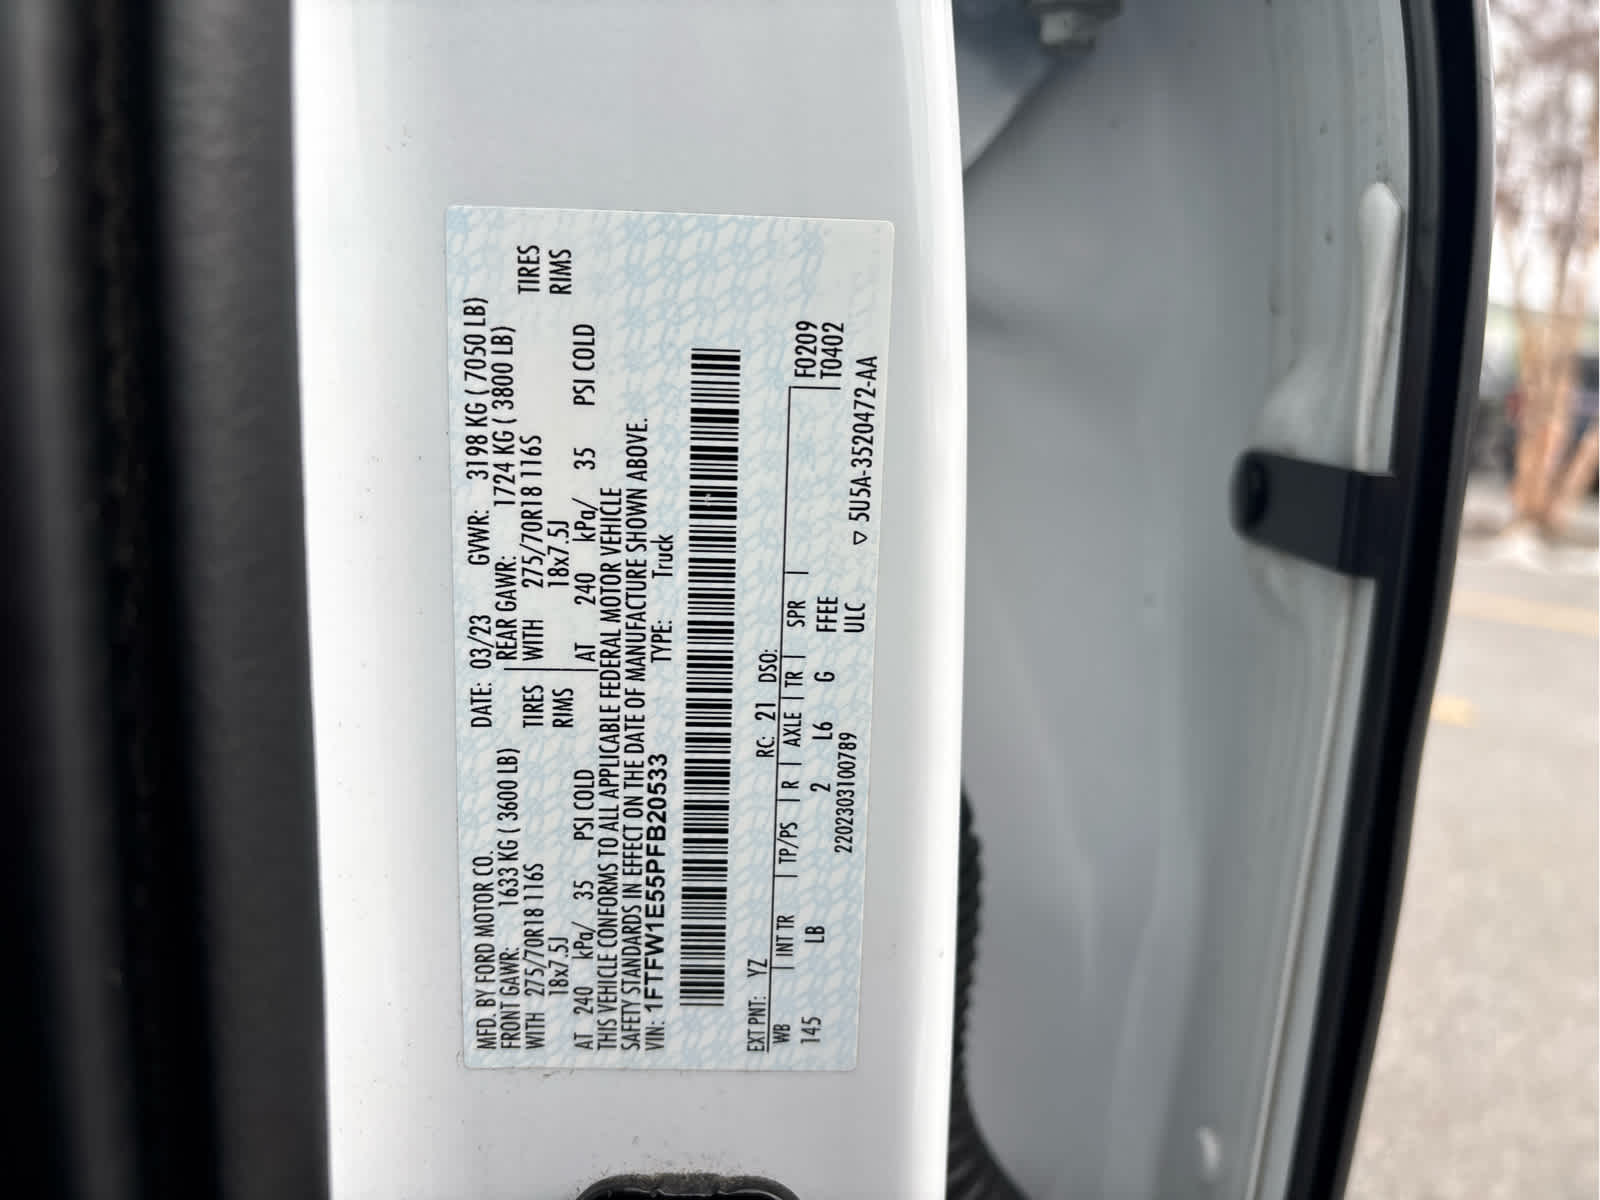 MFD. BY FORD MOTOR CO. DATE: 03/23 GVWR: 3198 KG ( 7050 LB)
FRONT GAWR: 1633 KG ( 3600 LB) REAR GAWR: 1724 KG ( 3800 LB)
WITH 275/70R18 116S TIRES WITH 275/70R18 116S TIRES
18x7.5J RIMS 18x7.5J RIMS
AT 240 kPa/ 35 PSI COLD AT 240 kPa/ 35 PSI COLD
THIS VEHICLE CONFORMS TO ALL APPLICABLE FEDERAL MOTOR VEHICLE
SAFETY STANDARDS IN EFFECT ON THE DATE OF MANUFACTURE SHOWN ABOVE.
VIN: 1FTFW1E55PFB20533 TYPE: Truck
EXT PNT: YZ RC: 21 DSO:
WB INT TR TP/PS R AXLE TR SPR F0209
145 LB 2 L6 G FFEE T0402
2202303100789 ULC
▽ 5U5A-3520472-AA